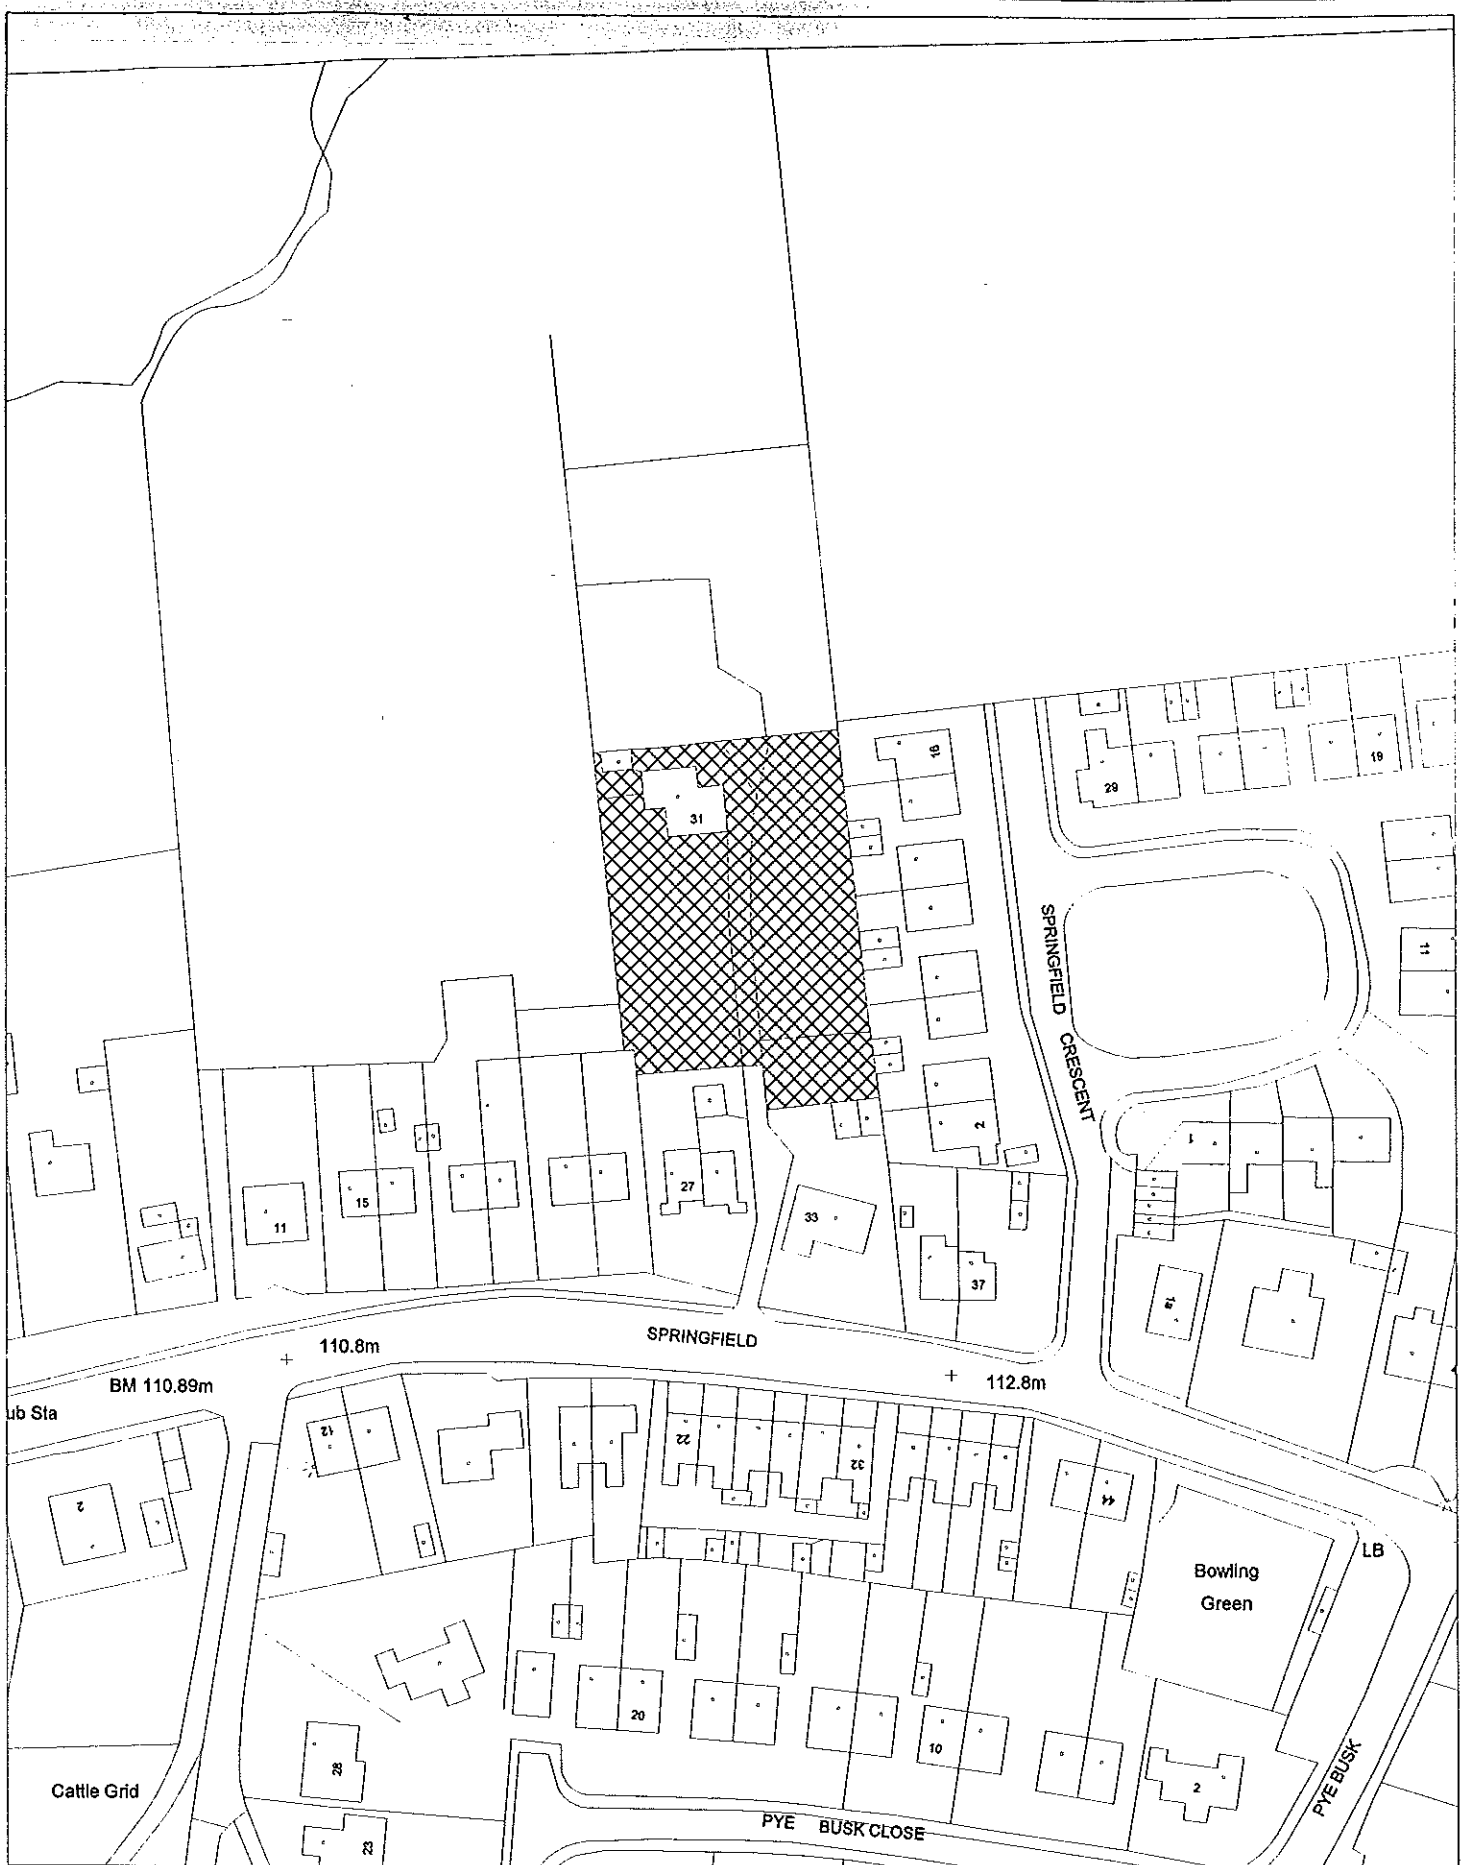 16
29
19
31
SPRINGFIELD CRESCENT
11
2
1
27
33
15
11
37
1a
SPRINGFIELD
110.8m
112.8m
BM 110.89m
ub Sta
12
22
32
44
2
LB
Bowling
Green
20
10
28
2
Cattle Grid
PYE BUSK
PYE BUSK CLOSE
23